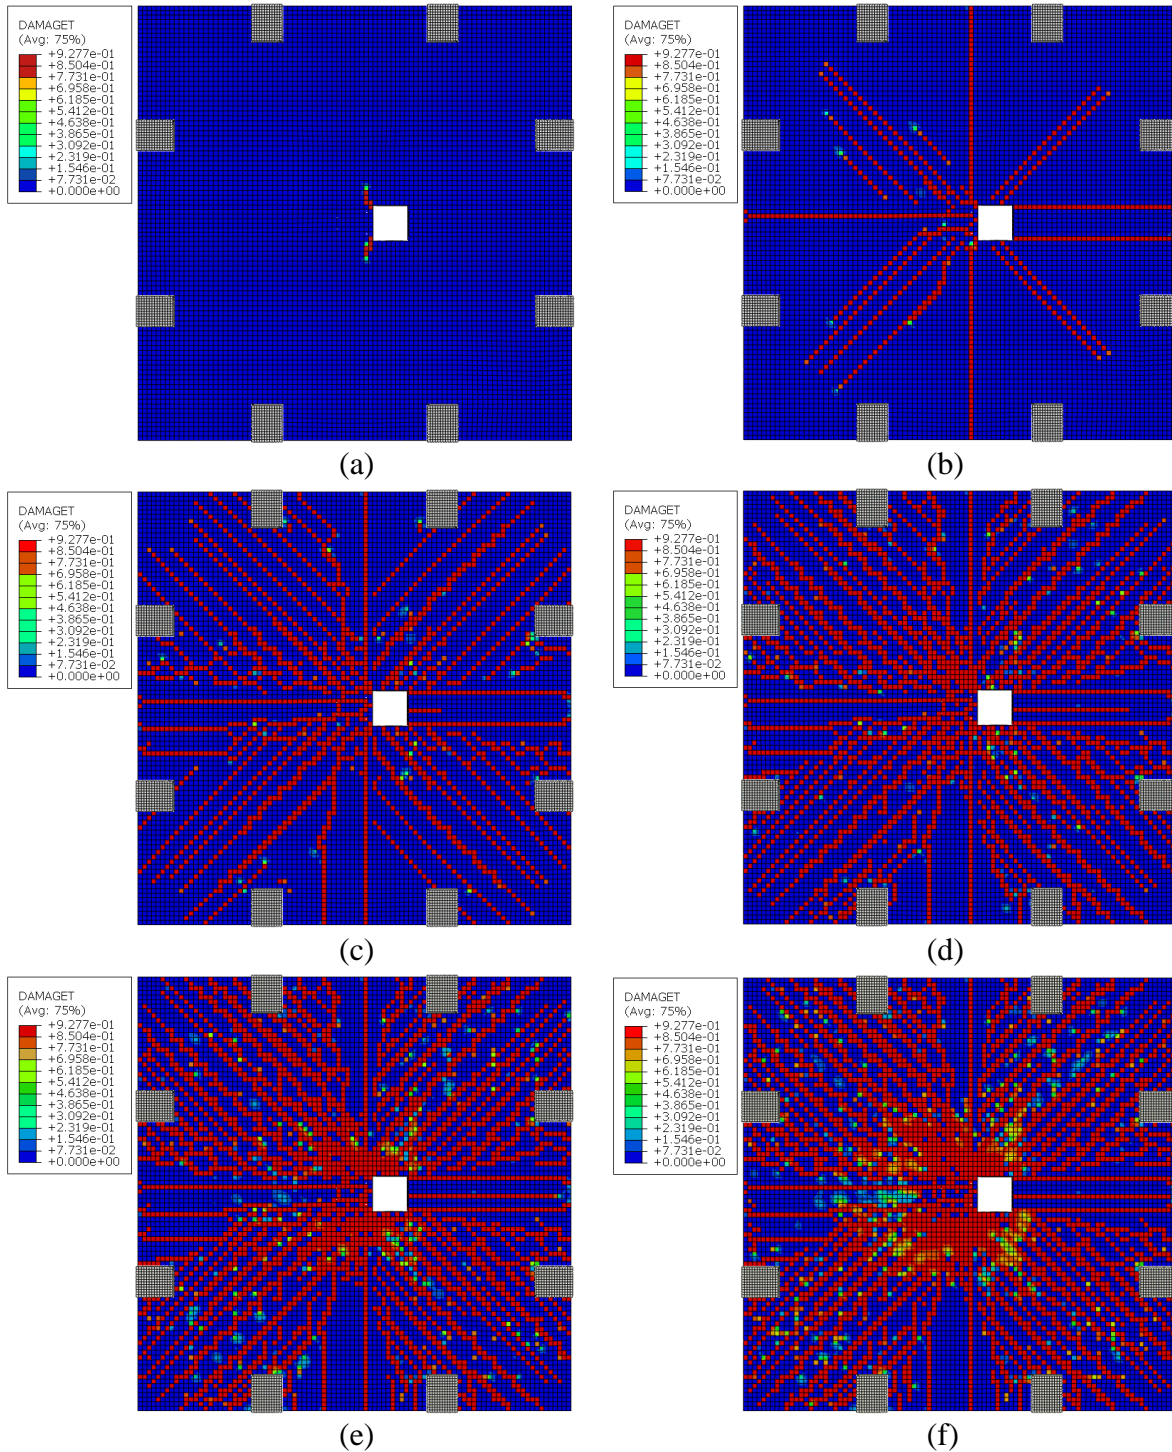 DAMAGET
(Avg: 75%)
+9.277e-01
+8.504e-01
+7.731e-01
+6.958e-01
+6.185e-01
+5.412e-01
+4.638e-01
+3.865e-01
+3.092e-01
+2.319e-01
+1.546e-01
+7.731e-02
+0.000e+00
(a)
DAMAGET
(Avg: 75%)
+9.277e-01
+8.504e-01
+7.731e-01
+6.958e-01
+6.185e-01
+5.412e-01
+4.638e-01
+3.865e-01
+3.092e-01
+2.319e-01
+1.546e-01
+7.731e-02
+0.000e+00
(b)
DAMAGET
(Avg: 75%)
+9.277e-01
+8.504e-01
+7.731e-01
+6.958e-01
+6.185e-01
+5.412e-01
+4.638e-01
+3.865e-01
+3.092e-01
+2.319e-01
+1.546e-01
+7.731e-02
+0.000e+00
(c)
DAMAGET
(Avg: 75%)
+9.277e-01
+8.504e-01
+7.731e-01
+6.958e-01
+6.185e-01
+5.412e-01
+4.638e-01
+3.865e-01
+3.092e-01
+2.319e-01
+1.546e-01
+7.731e-02
+0.000e+00
(d)
DAMAGET
(Avg: 75%)
+9.277e-01
+8.504e-01
+7.731e-01
+6.958e-01
+6.185e-01
+5.412e-01
+4.638e-01
+3.865e-01
+3.092e-01
+2.319e-01
+1.546e-01
+7.731e-02
+0.000e+00
(e)
DAMAGET
(Avg: 75%)
+9.277e-01
+8.504e-01
+7.731e-01
+6.958e-01
+6.185e-01
+5.412e-01
+4.638e-01
+3.865e-01
+3.092e-01
+2.319e-01
+1.546e-01
+7.731e-02
+0.000e+00
(f)